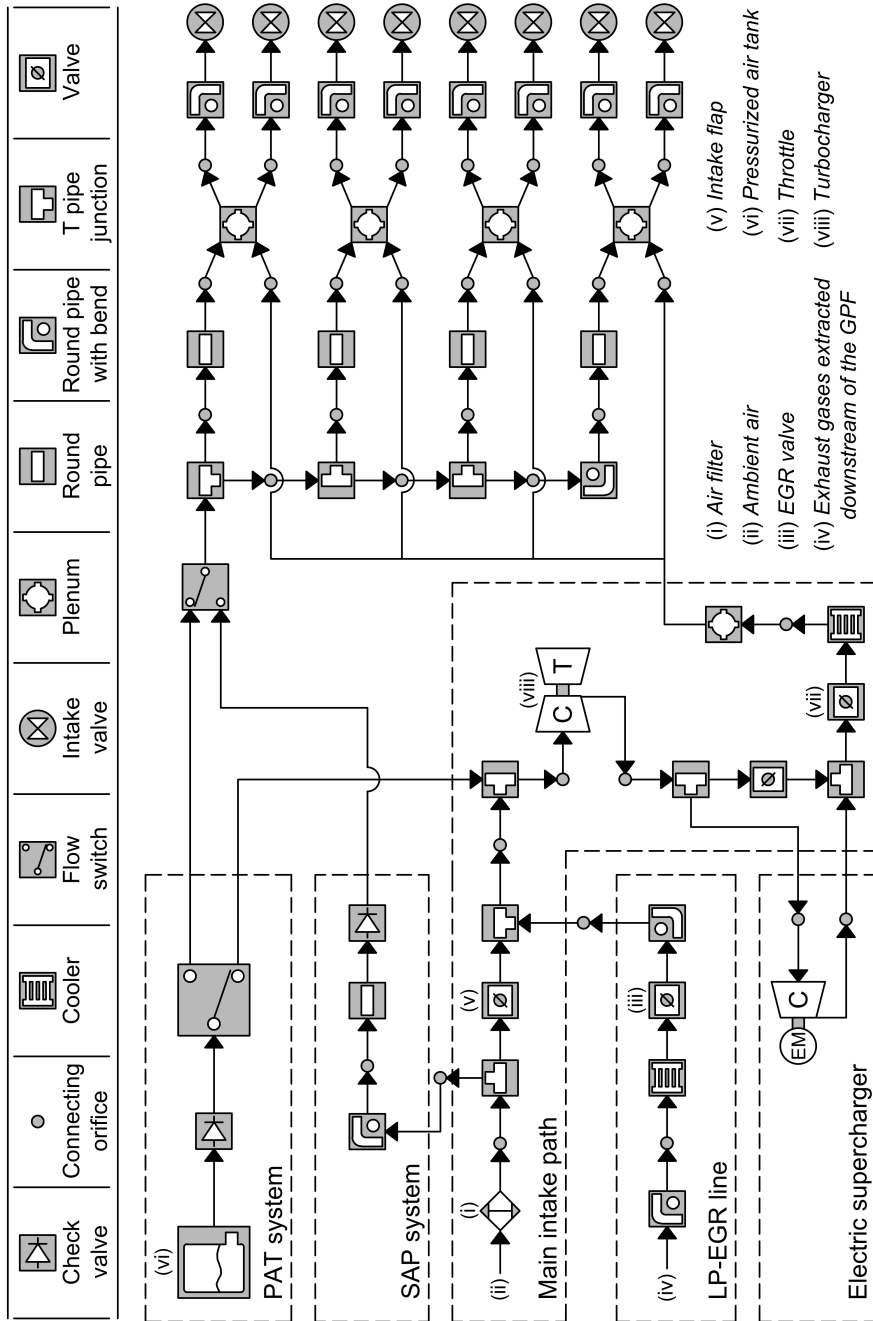 Check
valve
Connecting
orifice
Cooler
Flow
switch
Intake
valve
Plenum
Round
pipe
Round pipe
with bend
T pipe
junction
Valve
(vi)
PAT system
SAP system
(i)
(ii)
(v)
(viii)
C
T
Main intake path
(iii)
(iv)
LP-EGR line
(vii)
EM
C
Electric supercharger
(i) Air filter
(ii) Ambient air
(iii) EGR valve
(iv) Exhaust gases extracted
downstream of the GPF
(v) Intake flap
(vi) Pressurized air tank
(vii) Throttle
(viii) Turbocharger